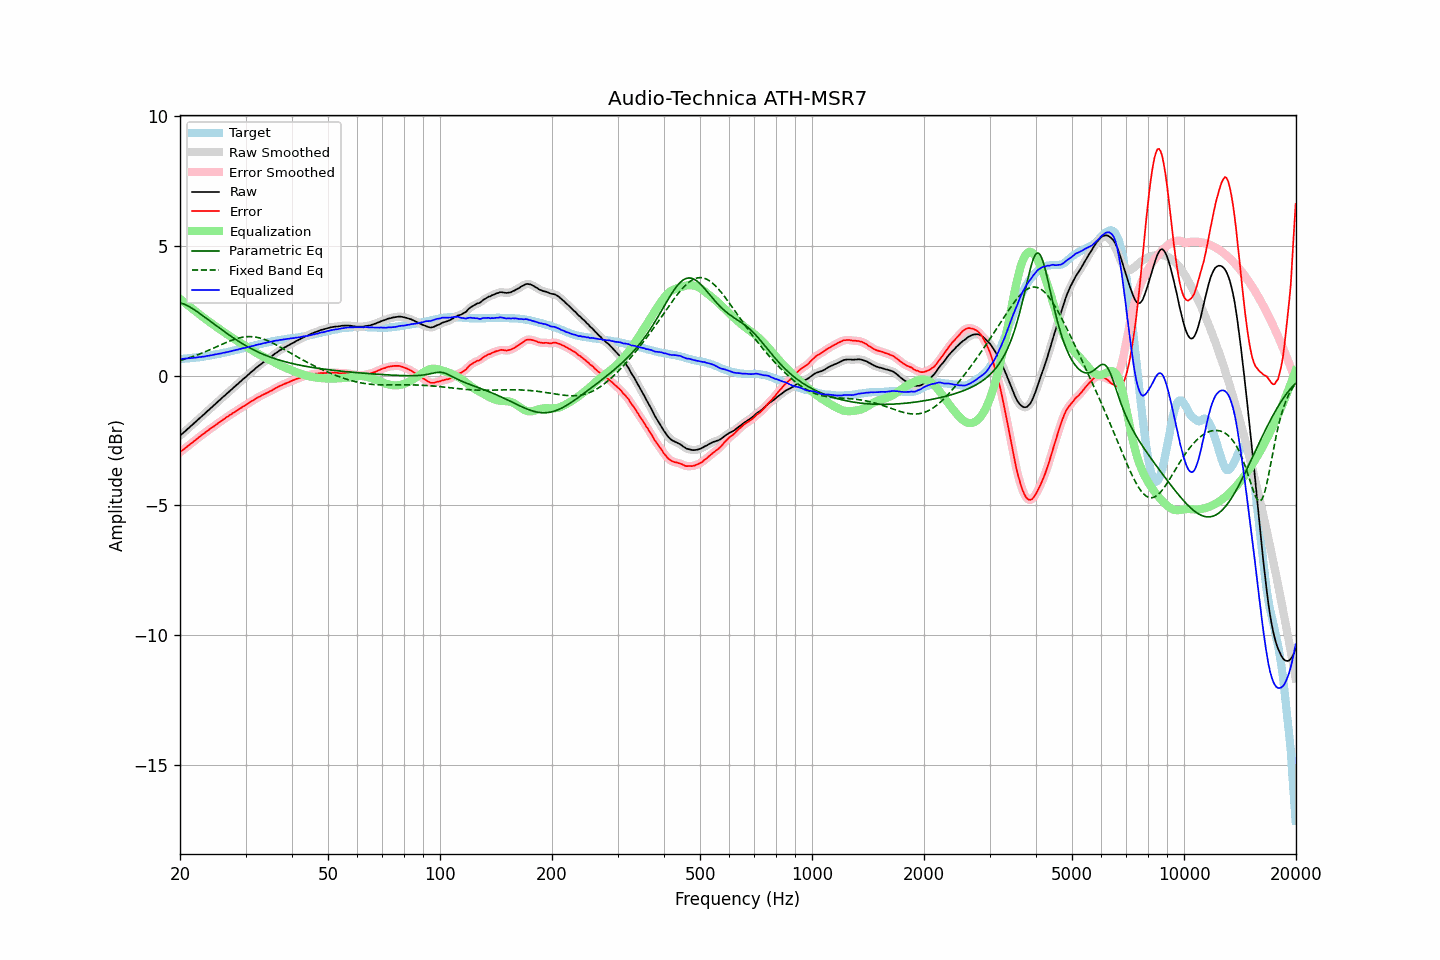 Audio-Technica ATH-MSR7
Amplitude (dBr)
10
5
0
−5
−10
−15
Target
Raw Smoothed
Error Smoothed
Raw
Error
Equalization
Parametric Eq
Fixed Band Eq
Equalized
20 50 100 200 500 1000 2000 5000 10000 20000
Frequency (Hz)